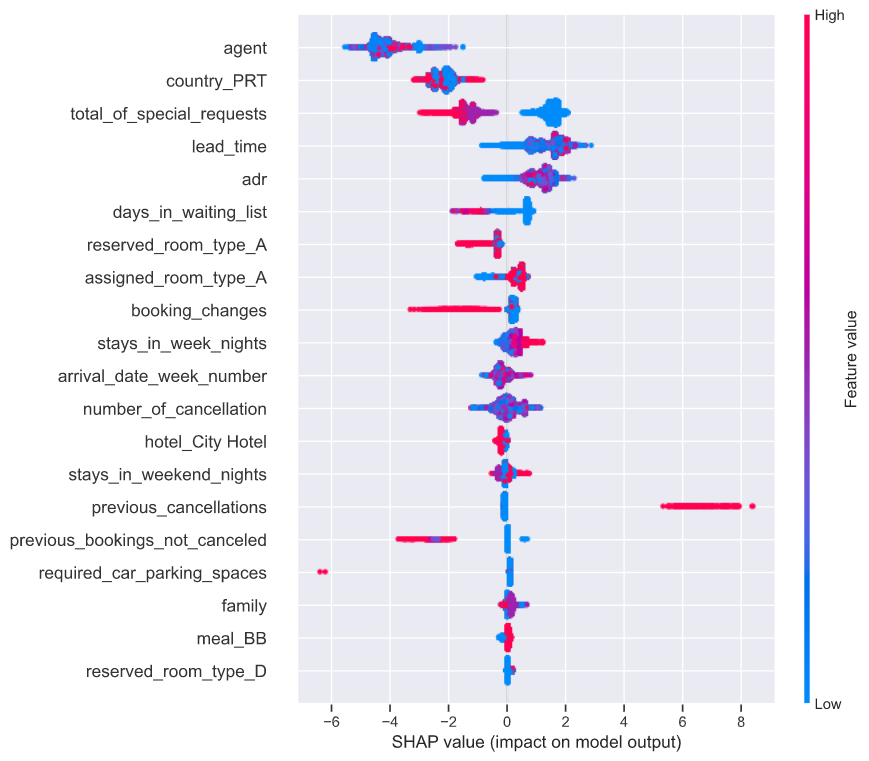 High
agent
country_PRT
total_of_special_requests
lead_time
adr
days_in_waiting_list
reserved_room_type_A
assigned_room_type_A
booking_changes
stays_in_week_nights
arrival_date_week_number
number_of_cancellation
hotel_City Hotel
stays_in_weekend_nights
previous_cancellations
previous_bookings_not_canceled
required_car_parking_spaces
family
meal_BB
reserved_room_type_D
Feature value
Low
−6 −4 −2 0 2 4 6 8
SHAP value (impact on model output)